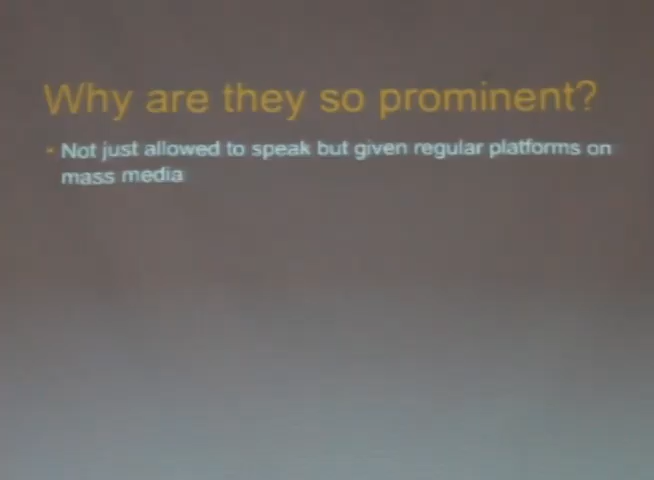 Why are they so prominent?
• Not just allowed to speak but given regular platforms on
mass media